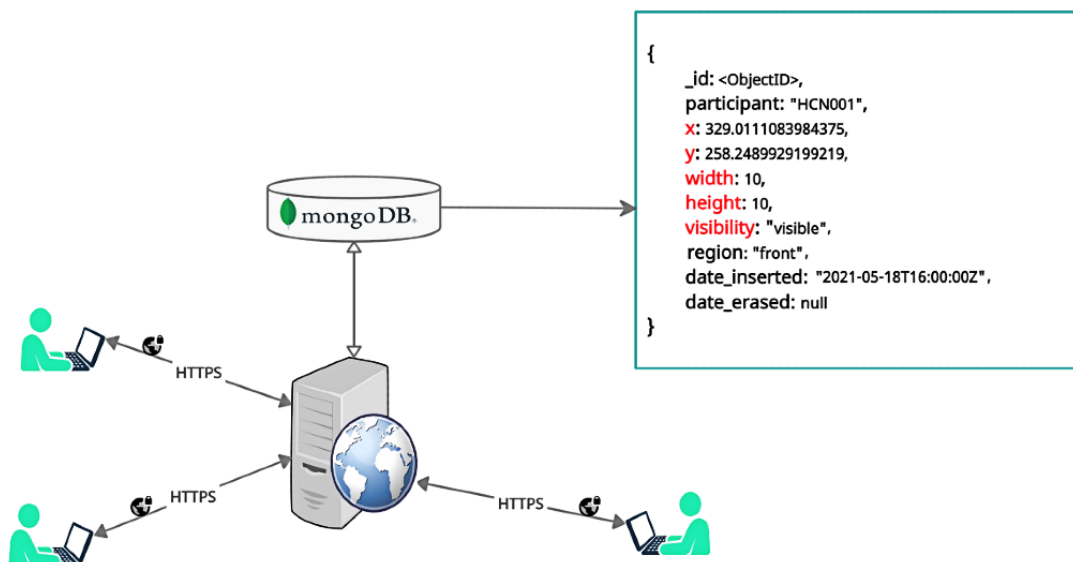 {
_id: <ObjectID>,
participant: "HCN001",
x: 329.0111083984375,
y: 258.2489929199219,
width: 10,
height: 10,
visibility: "visible",
region: "front",
date_inserted: "2021-05-18T16:00:00Z",
date_erased: null
}
mongoDB®
HTTPS
HTTPS
HTTPS